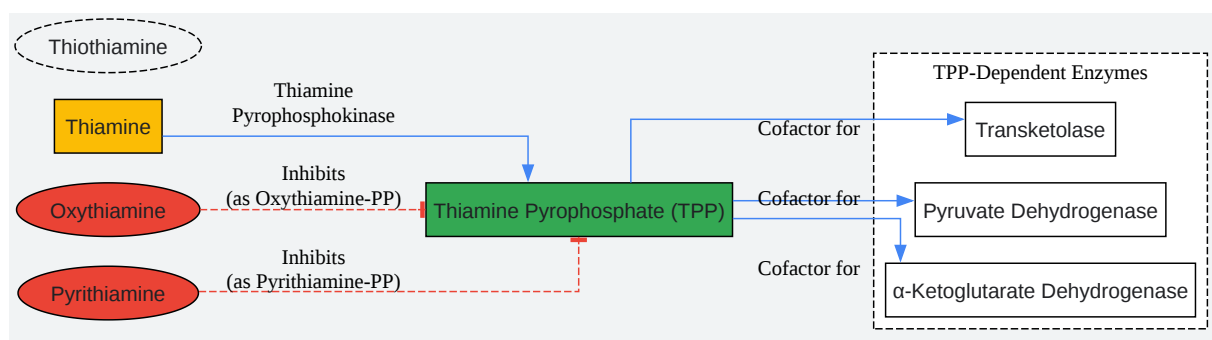 Thiothiamine
TPP-Dependent Enzymes
Thiamine
Pyrophosphokinase
Thiamine
Cofactor for
Transketolase
Inhibits
(as Oxythiamine-PP)
Oxythiamine
Thiamine Pyrophosphate (TPP)
Cofactor for
Pyruvate Dehydrogenase
Inhibits
(as Pyrithiamine-PP)
Pyrithiamine
Cofactor for
α-Ketoglutarate Dehydrogenase